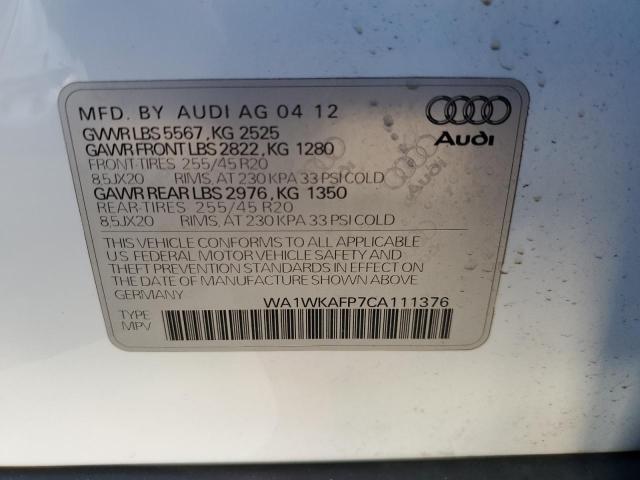 MFD. BY AUDI AG 04 12
GVWR LBS 5567, KG 2525
GAWR FRONT LBS 2822, KG 1280
FRONT-TIRES 255/45 R20
8.5JX20 RIMS, AT 230 KPA 33 PSI COLD
GAWR REAR LBS 2976, KG 1350
REAR-TIRES 255/45 R20
8.5JX20 RIMS, AT 230 KPA 33 PSI COLD
THIS VEHICLE CONFORMS TO ALL APPLICABLE
U.S. FEDERAL MOTOR VEHICLE SAFETY AND
THEFT PREVENTION STANDARDS IN EFFECT ON
THE DATE OF MANUFACTURE SHOWN ABOVE.
GERMANY WA1WKAFP7CA111376
TYPE:
MPV
Audi